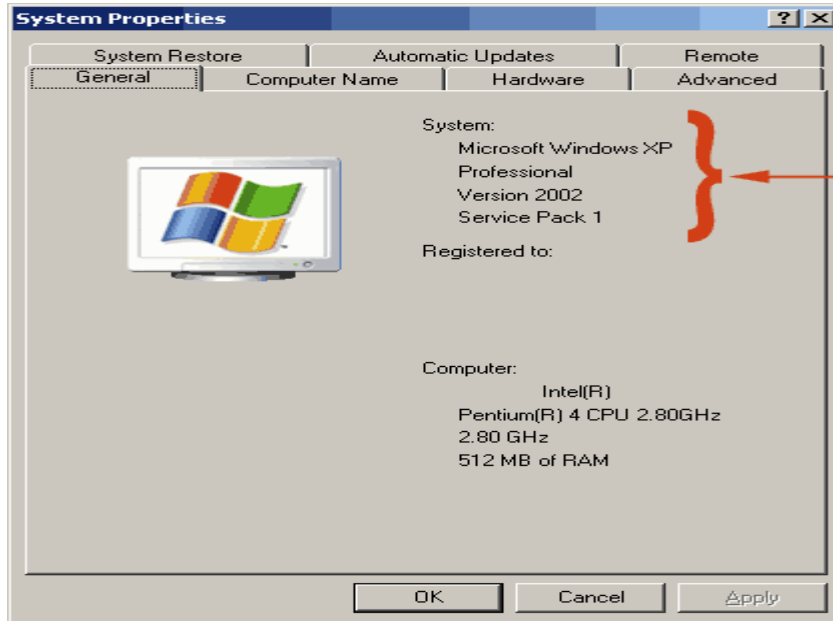 System Properties
? X
System Restore
Automatic Updates
Remote
General
Computer Name
Hardware
Advanced
System:
Microsoft Windows XP
Professional
Version 2002
Service Pack 1
Registered to:
Computer:
Intel(R)
Pentium(R) 4 CPU 2.80GHz
2.80 GHz
512 MB of RAM
OK
Cancel
Apply